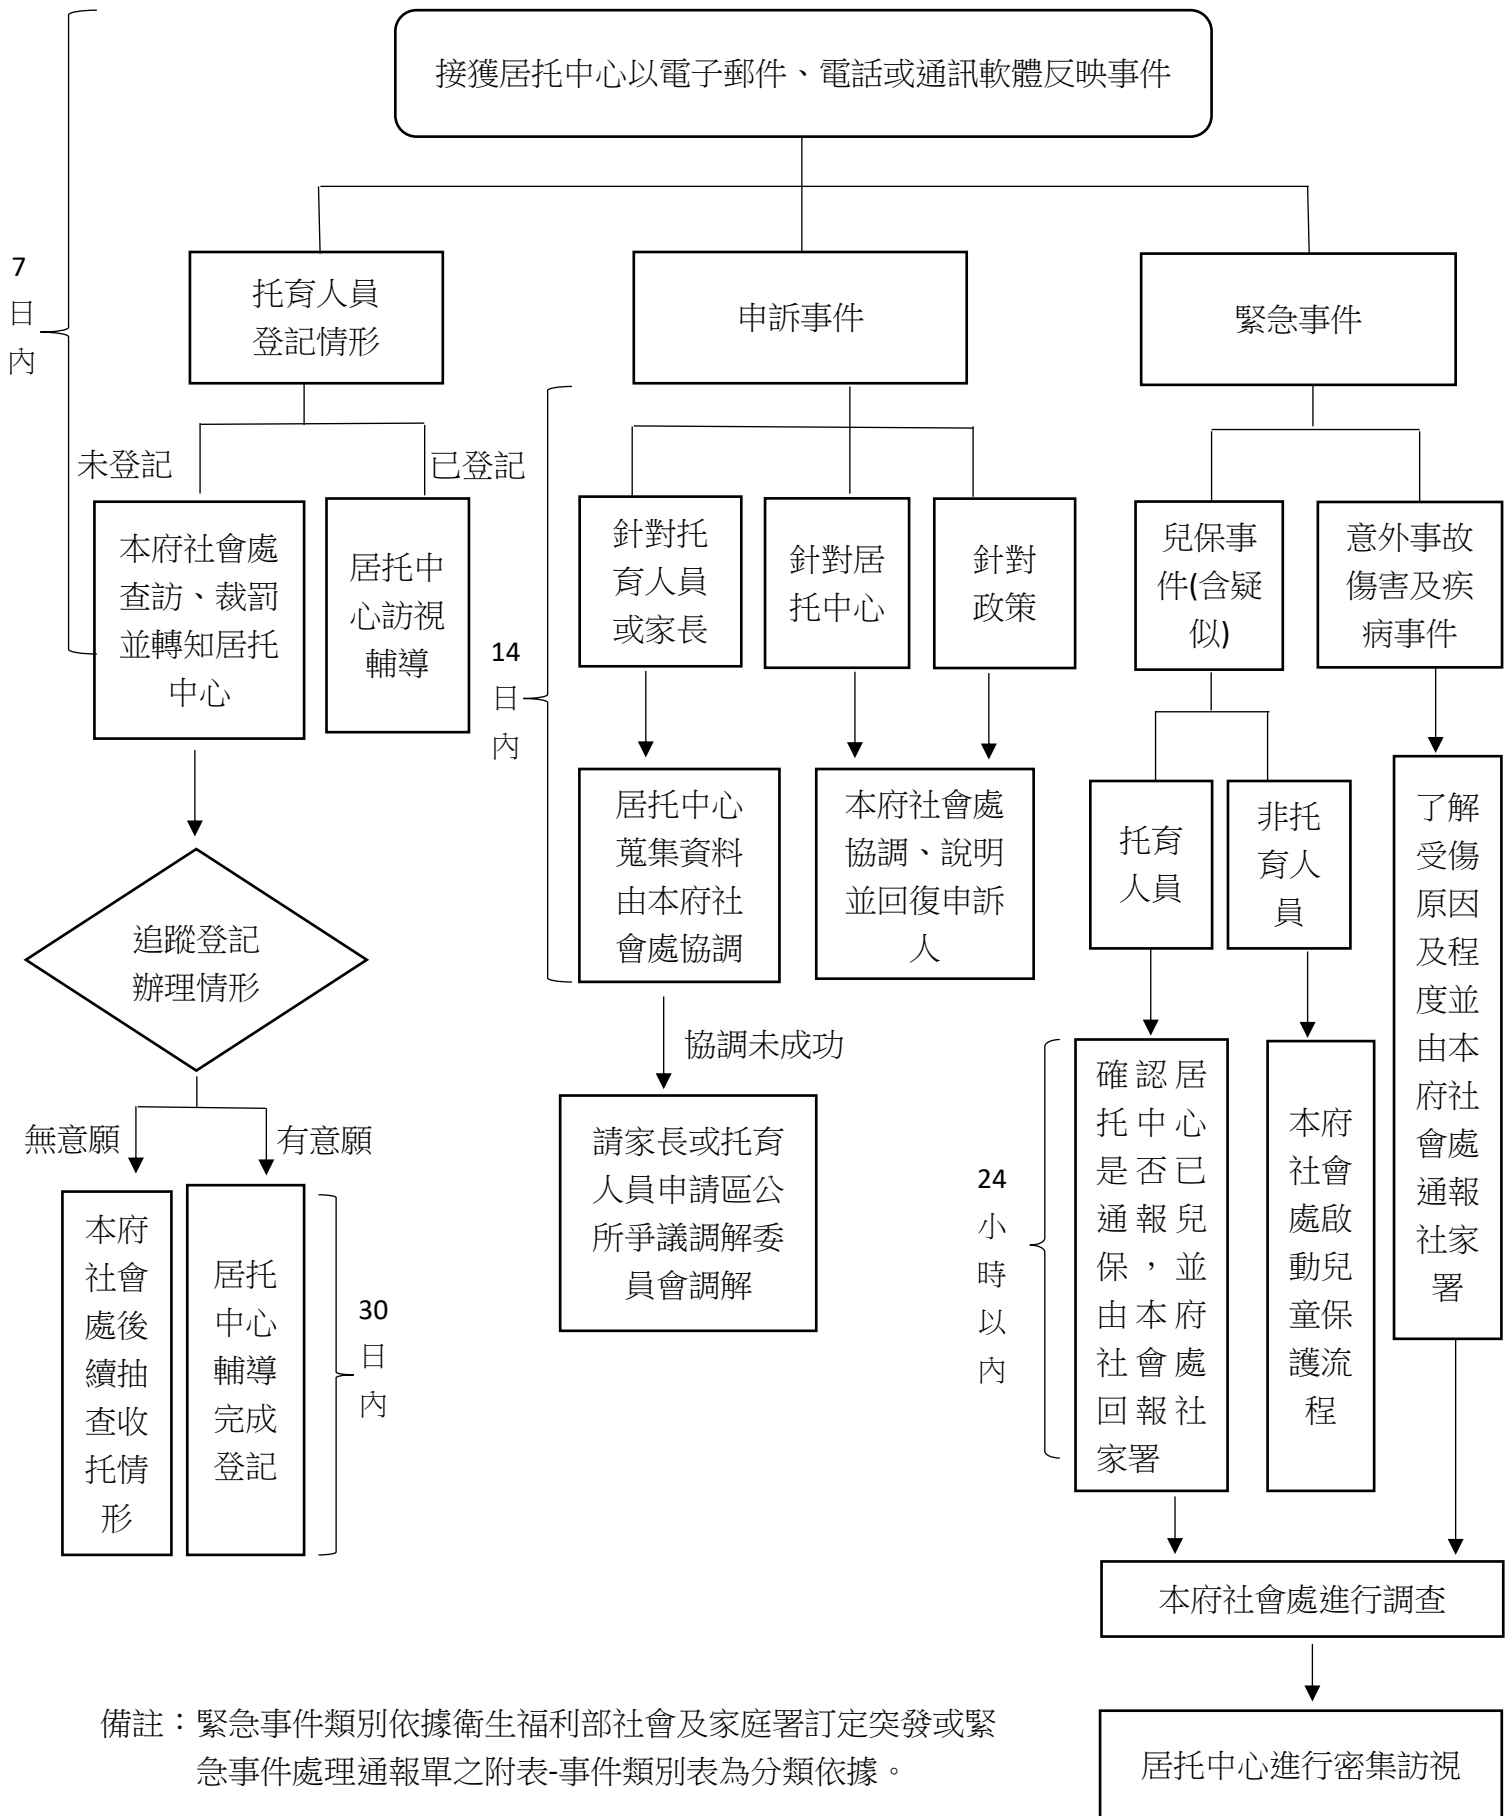 接獲居托中心以電子郵件、電話或通訊軟體反映事件
7
日
內
托育人員
登記情形
申訴事件
緊急事件
未登記
已登記
本府社會處
查訪、裁罰
並轉知居托
中心
居托中
心訪視
輔導
14
日
內
針對托
育人員
或家長
針對居
托中心
針對
政策
兒保事
件(含疑
似)
意外事故
傷害及疾
病事件
居托中心
蒐集資料
由本府社
會處協調
本府社會處
協調、說明
並回復申訴
人
托育
人員
非托
育人
員
了解
受傷
原因
及程
度並
由本
府社
會處
通報
社家
署
追蹤登記
辦理情形
協調未成功
無意願
有意願
本府
社會
處後
續抽
查收
托情
形
居托
中心
輔導
完成
登記
30
日
內
請家長或托育
人員申請區公
所爭議調解委
員會調解
24
小
時
以
內
確認居
托中心
是否已
通報兒
保，並
由本府
社會處
回報社
家署
本府
社會
處啟
動兒
童保
護流
程
本府社會處進行調查
居托中心進行密集訪視
備註：緊急事件類別依據衛生福利部社會及家庭署訂定突發或緊
急事件處理通報單之附表-事件類別表為分類依據。